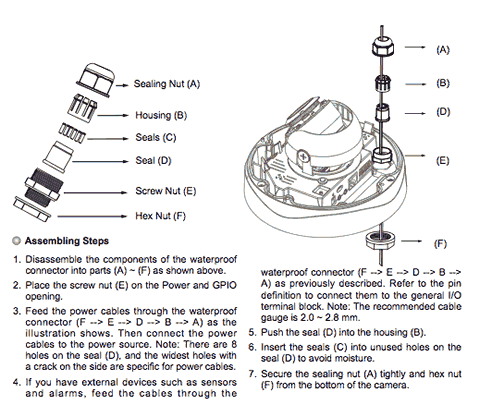 Sealing Nut (A)
Housing (B)
Seals (C)
Seal (D)
Screw Nut (E)
Hex Nut (F)
(A)
(B)
(D)
(E)
(F)
Assembling Steps
1. Disassemble the components of the waterproof
connector into parts (A) ~ (F) as shown above.
2. Place the screw nut (E) on the Power and GPIO
opening.
3. Feed the power cables through the waterproof
connector (F --> E --> D --> B --> A) as the
illustration shows. Then connect the power
cables to the power source. Note: There are 8
holes on the seal (D), and the widest holes with
a crack on the side are specific for power cables.
4. If you have external devices such as sensors
and alarms, feed the cables through the
waterproof connector (F --> E --> D --> B -->
A) as previously described. Refer to the pin
definition to connect them to the general I/O
terminal block. Note: The recommended cable
gauge is 2.0 ~ 2.8 mm.
5. Push the seal (D) into the housing (B).
6. Insert the seals (C) into unused holes on the
seal (D) to avoid moisture.
7. Secure the sealing nut (A) tightly and hex nut
(F) from the bottom of the camera.